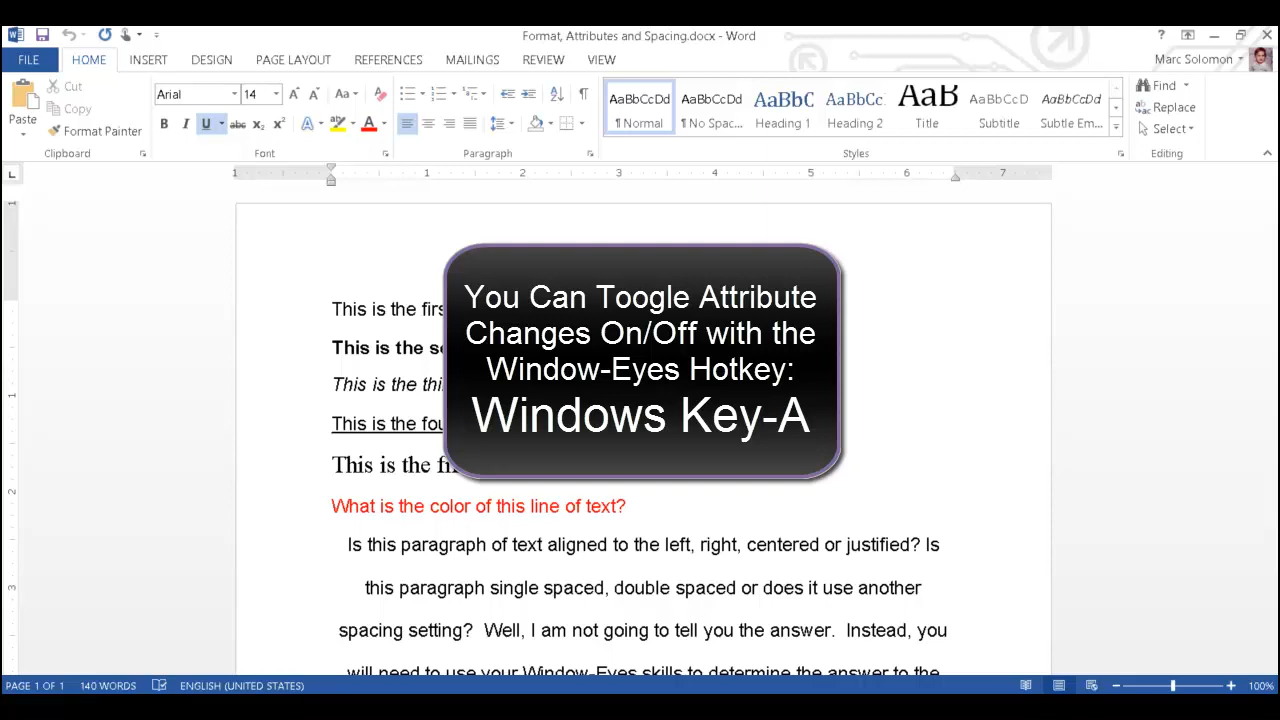 Format, Attributes and Spacing.docx - Word
FILE HOME INSERT DESIGN PAGE LAYOUT REFERENCES MAILINGS REVIEW VIEW Marc Solomon
Paste
Cut
Copy
Format Painter
Clipboard
Arial 14
Font
Paragraph
AaBbCcDd AaBbCcDd AaBbC AaBbCc AaB AaBbCcD AaBbCcDd
¶ Normal ¶ No Spac... Heading 1 Heading 2 Title Subtitle Subtle Em...
Styles
Find
Replace
Select
Editing
1 1 2 3 4 5 6 7
This is the firs
This is the se
This is the thi
This is the fou
This is the fi
You Can Toogle Attribute
Changes On/Off with the
Window-Eyes Hotkey:
Windows Key-A
What is the color of this line of text?
Is this paragraph of text aligned to the left, right, centered or justified? Is
this paragraph single spaced, double spaced or does it use another
spacing setting? Well, I am not going to tell you the answer. Instead, you
will need to use your Window-Eyes skills to determine the answer to the
PAGE 1 OF 1 140 WORDS ENGLISH (UNITED STATES) 100%